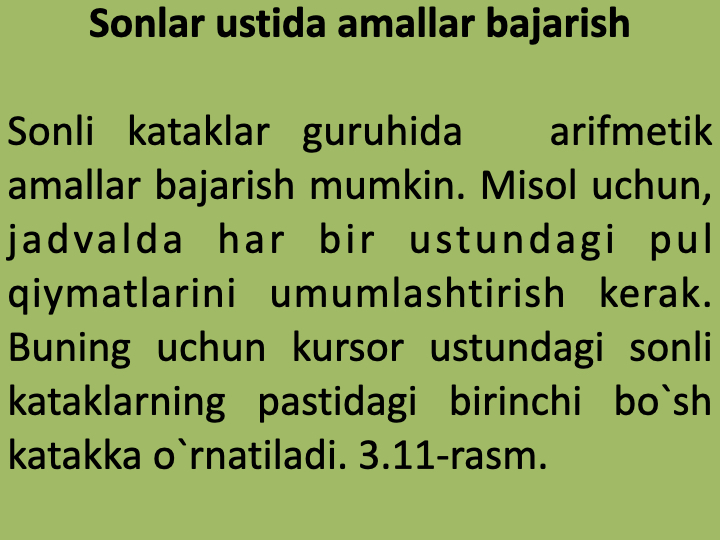 Sonlar ustida amallar bajarish
Sonli kataklar guruhida arifmetik
amallar bajarish mumkin. Misol uchun,
jadvalda har bir ustundagi pul
qiymatlarini umumlashtirish kerak.
Buning uchun kursor ustundagi sonli
kataklarning pastidagi birinchi bo`sh
katakka o`rnatiladi. 3.11-rasm.